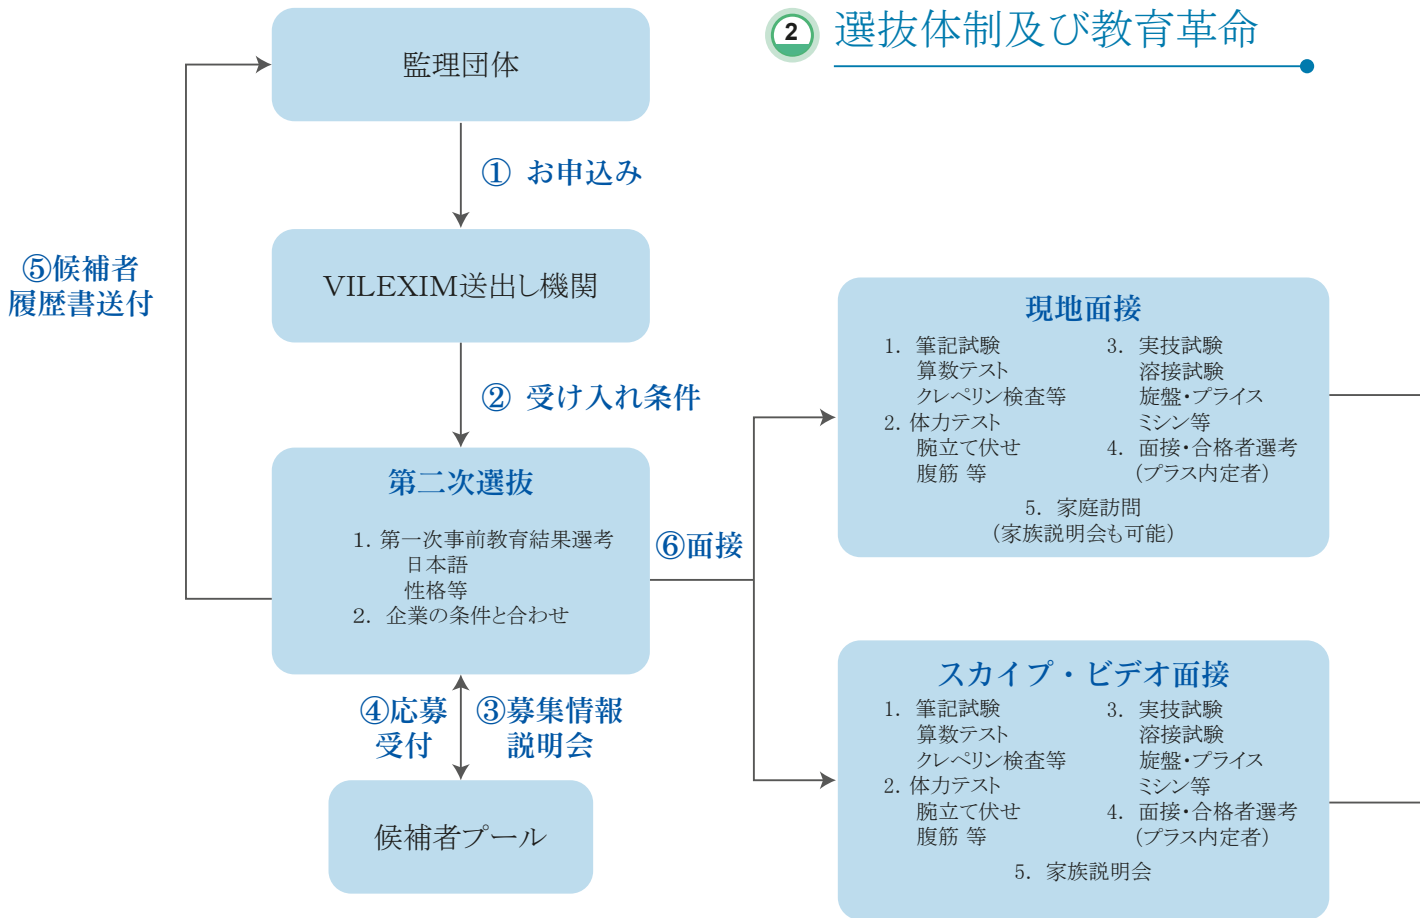 2 選抜体制及び教育革命
監理団体
① お申込み
VILEXIM送出し機関
② 受け入れ条件
第二次選抜
1. 第一次事前教育結果選考
日本語
性格等
2. 企業の条件と合わせ
⑤候補者
履歴書送付
④応募
受付
③募集情報
説明会
候補者プール
⑥面接
現地面接
1. 筆記試験
算数テスト
クレペリン検査等
2. 体力テスト
腕立て伏せ
腹筋 等
3. 実技試験
溶接試験
旋盤・プライス
ミシン等
4. 面接・合格者選考
(プラス内定者)
5. 家庭訪問
(家族説明会も可能)
スカイプ・ビデオ面接
1. 筆記試験
算数テスト
クレペリン検査等
2. 体力テスト
腕立て伏せ
腹筋 等
3. 実技試験
溶接試験
旋盤・プライス
ミシン等
4. 面接・合格者選考
(プラス内定者)
5. 家族説明会